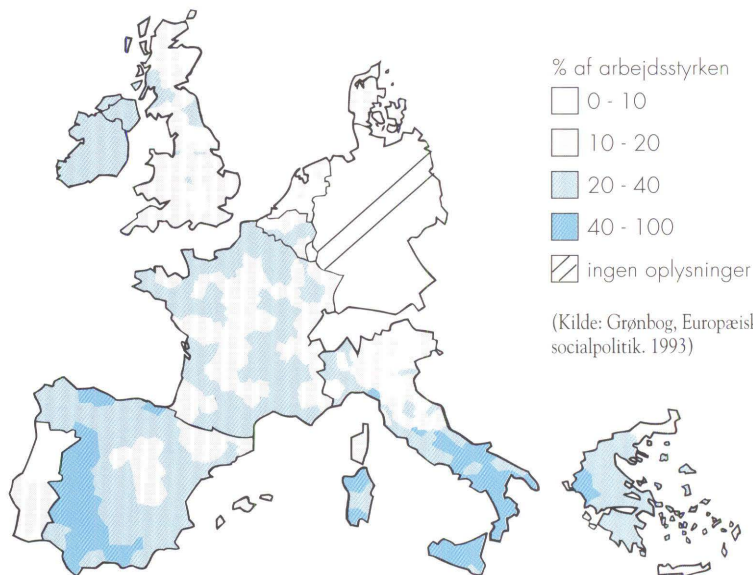 % af arbejdsstyrken
0 - 10
10 - 20
20 - 40
40 - 100
ingen oplysninger
(Kilde: Grønbog, Europæisk
socialpolitik. 1993)